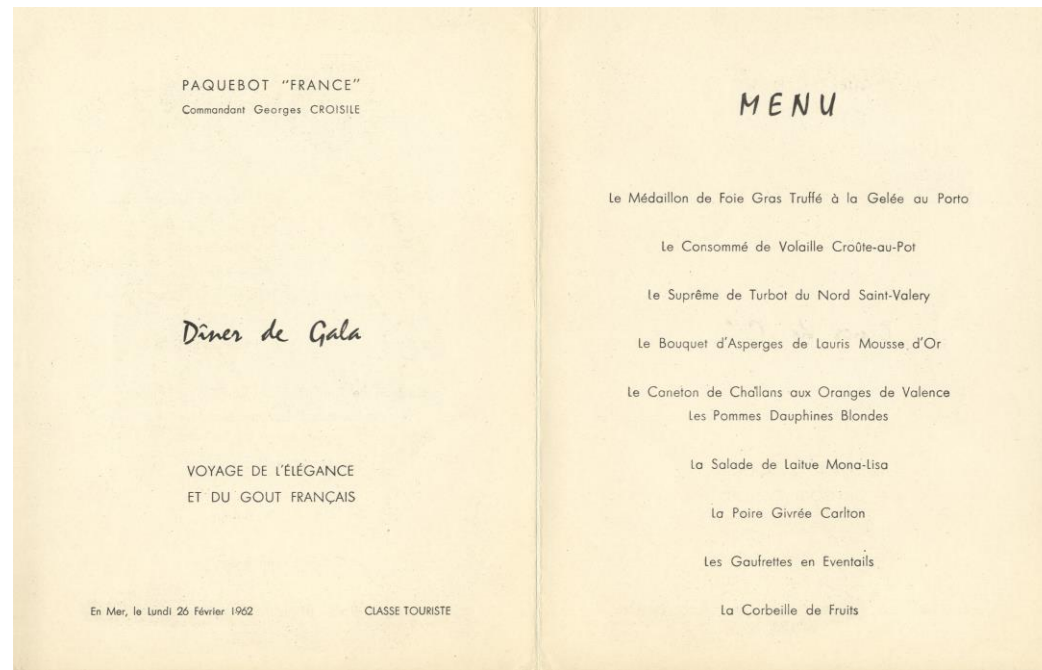 PAQUEBOT "FRANCE"
Commandant Georges CROISILE
Dîner de Gala
VOYAGE DE L'ÉLÉGANCE
ET DU GOUT FRANÇAIS
En Mer, le Lundi 26 Février 1962
CLASSE TOURISTE
MENU
Le Médaillon de Foie Gras Truffé à la Gelée au Porto
Le Consommé de Volaille Croûte-au-Pot
Le Suprême de Turbot du Nord Saint-Valery
Le Bouquet d'Asperges de Lauris Mousse d'Or
Le Caneton de Challans aux Oranges de Valence
Les Pommes Dauphines Blondes
La Salade de Laitue Mona-Lisa
La Poire Givrée Carlton
Les Gaufrettes en Eventails
La Corbeille de Fruits